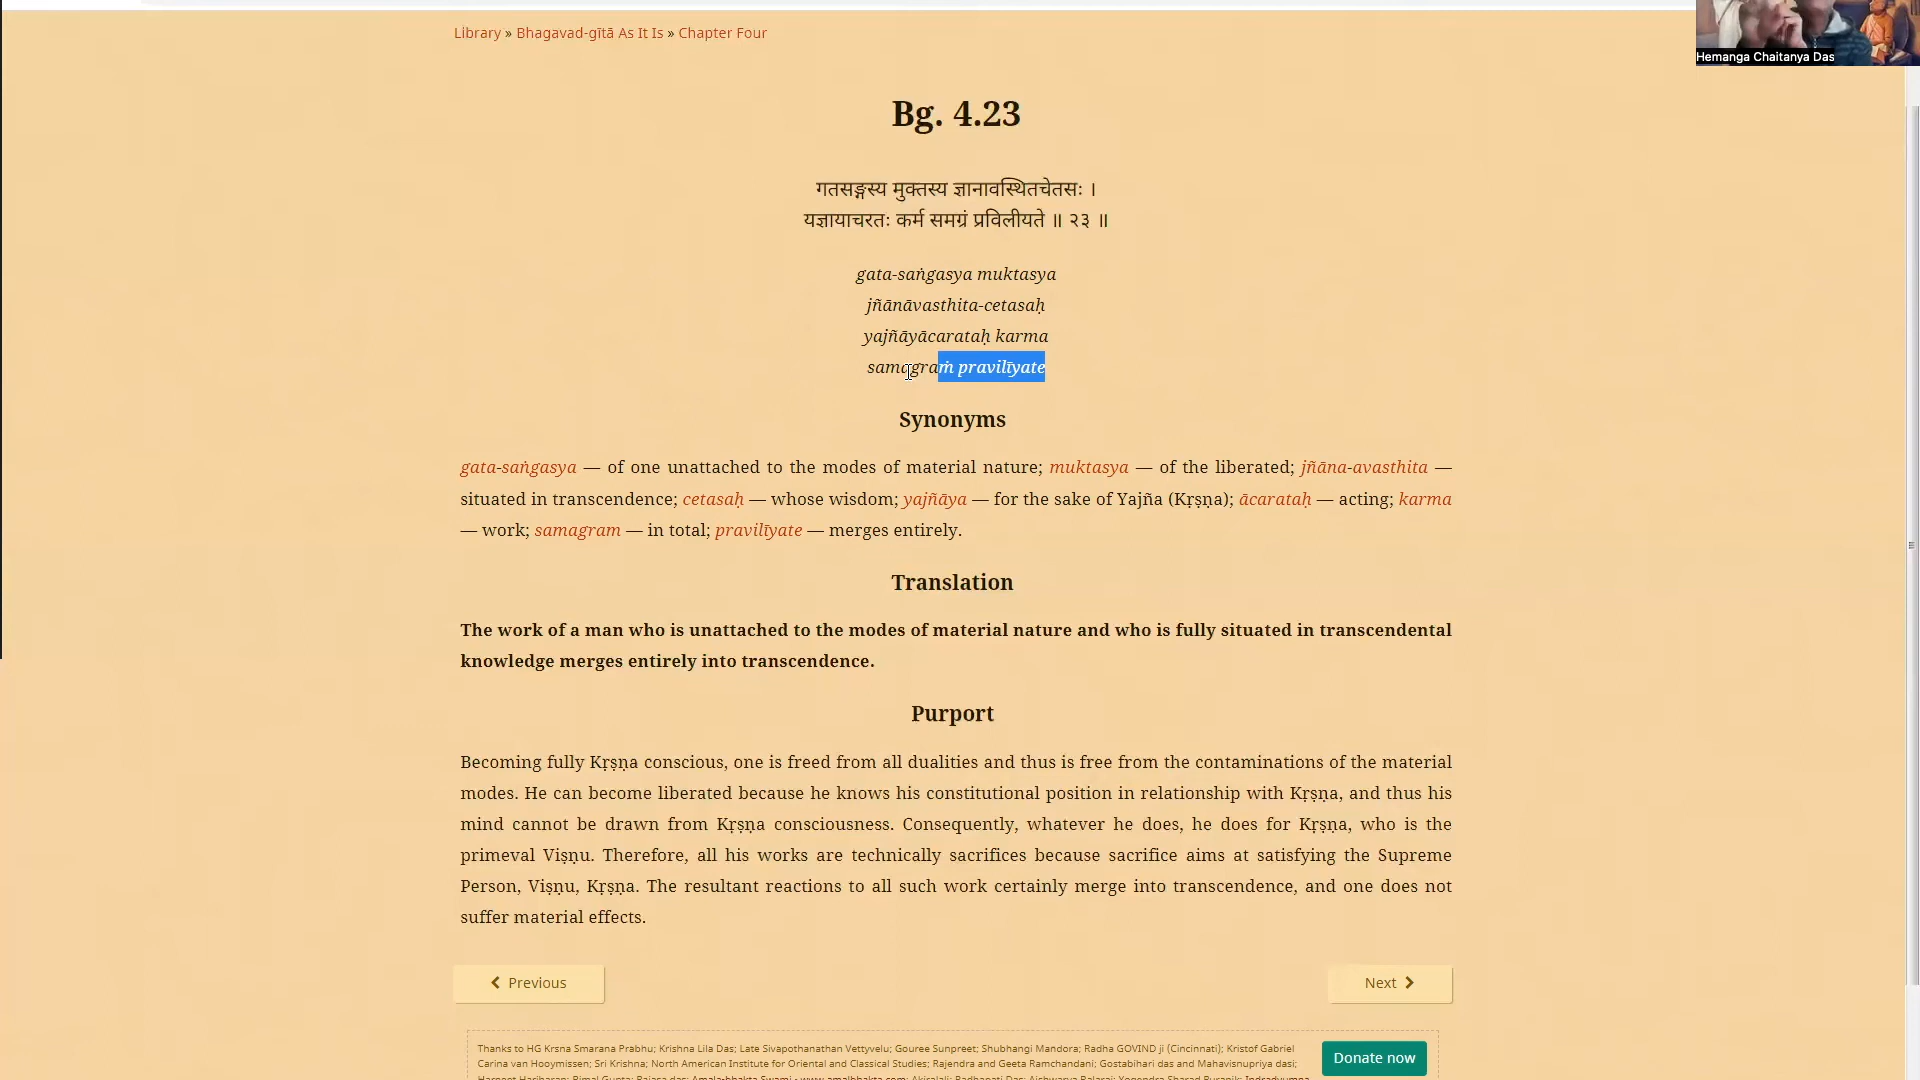 Library » Bhagavad-gītā As It Is » Chapter Four
Hemanga Chaitanya Das
Bg. 4.23
गतसङ्गस्य मुक्तस्य ज्ञानावस्थितचेतसः ।
यज्ञायाचरतः कर्म समग्रं प्रविलीयते ॥ २३ ॥
gata-saṅgasya muktasya
jñānāvasthita-cetasaḥ
yajñāyācarataḥ karma
samagraṁ pravilīyate
Synonyms
gata-saṅgasya — of one unattached to the modes of material nature; muktasya — of the liberated; jñāna-avasthita —
situated in transcendence; cetasaḥ — whose wisdom; yajñāya — for the sake of Yajña (Kṛṣṇa); ācarataḥ — acting; karma
— work; samagram — in total; pravilīyate — merges entirely.
Translation
The work of a man who is unattached to the modes of material nature and who is fully situated in transcendental
knowledge merges entirely into transcendence.
Purport
Becoming fully Kṛṣṇa conscious, one is freed from all dualities and thus is free from the contaminations of the material
modes. He can become liberated because he knows his constitutional position in relationship with Kṛṣṇa, and thus his
mind cannot be drawn from Kṛṣṇa consciousness. Consequently, whatever he does, he does for Kṛṣṇa, who is the
primeval Viṣṇu. Therefore, all his works are technically sacrifices because sacrifice aims at satisfying the Supreme
Person, Viṣṇu, Kṛṣṇa. The resultant reactions to all such work certainly merge into transcendence, and one does not
suffer material effects.
Previous
Next
Thanks to HG Krsna Smarana Prabhu; Krishna Lila Das; Late Sivapothanathan Vettyvelu; Gouree Sunpreet; Shubhangi Mandora; Radha GOVIND ji (Cincinnati); Kristof Gabriel
Carina van Hooymissen; Sri Krishna; North American Institute for Oriental and Classical Studies; Rajendra and Geeta Ramchandani; Gostabihari das and Mahavisnupriya dasi;
Donate now